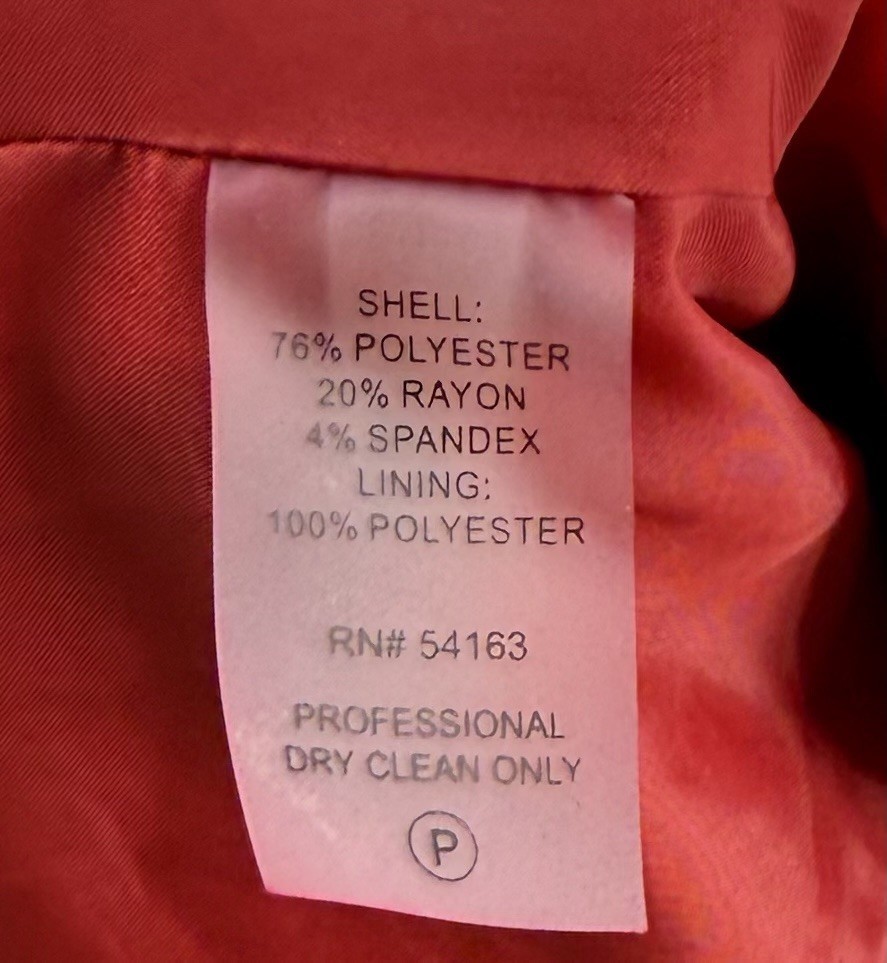 SHELL:
76% POLYESTER
20% RAYON
4% SPANDEX
LINING:
100% POLYESTER
RN# 54163
PROFESSIONAL
DRY CLEAN ONLY
P